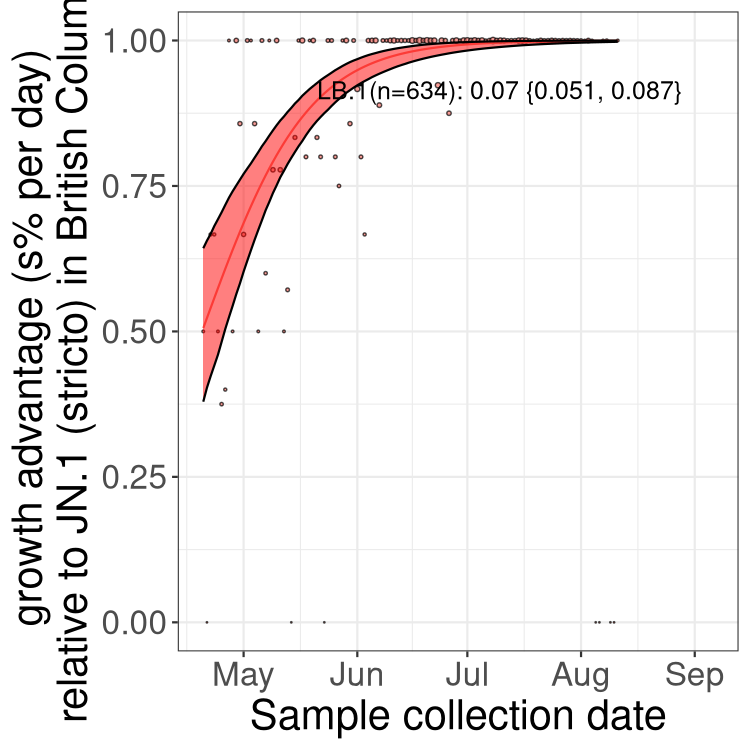 growth advantage (s% per day)
relative to JN.1 (stricto) in British Colum
1.00
0.75
0.50
0.25
0.00
LB.1(n=634): 0.07 {0.051, 0.087}
May Jun Jul Aug Sep
Sample collection date